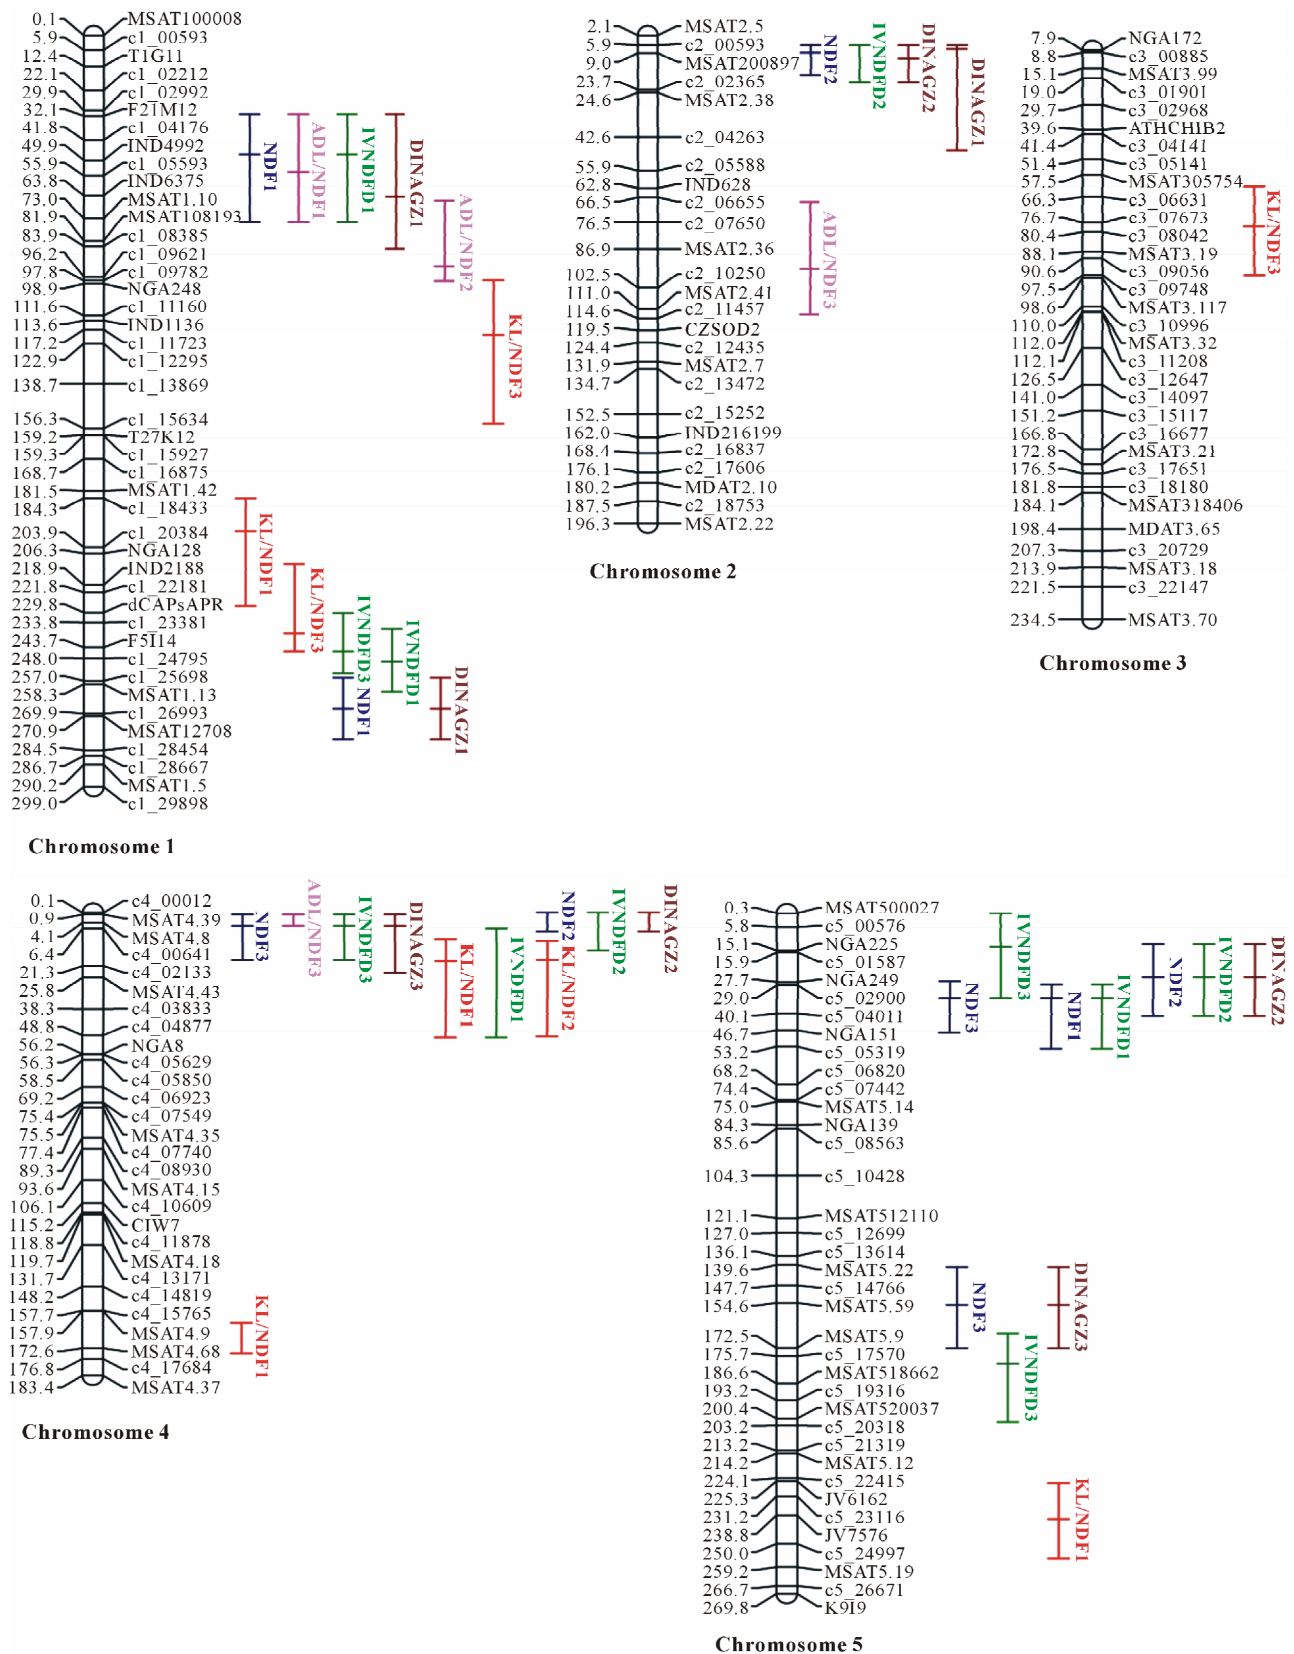 0.1 MSAT100008
5.9 c1_00593
12.4 T1G11
22.1 c1_02212
29.9 c1_02992
32.1 F21M12
41.8 c1_04176
49.9 IND4992
55.9 c1_05593
63.8 IND6375
73.0 MSAT1.10
81.9 MSAT108193
83.9 c1_08385
96.2 c1_09621
97.8 c1_09782
98.9 NGA248
111.6 c1_11160
113.6 IND1136
117.2 c1_11723
122.9 c1_12295
138.7 c1_13869
156.3 c1_15634
159.2 T27K12
159.3 c1_15927
168.7 c1_16875
181.5 MSAT1.42
184.3 c1_18433
203.9 c1_20384
206.3 NGA128
218.9 IND2188
221.8 c1_22181
229.8 dCAPsAPR
233.8 c1_23381
243.7 F5I14
248.0 c1_24795
257.0 c1_25698
258.3 MSAT1.13
269.9 c1_26993
270.9 MSAT12708
284.5 c1_28454
286.7 c1_28667
290.2 MSAT1.5
299.0 c1_29898
NDF1
ADL/NDF1
IVNDFD1
DINAGZ1
ADL/NDF2
KL/NDF3
KL/NDF1
KL/NDF3
IVNDFD3
NDF1
IVNDFD1
DINAGZ1
Chromosome 1
2.1 MSAT2.5
5.9 c2_00593
9.0 MSAT200897
23.7 c2_02365
24.6 MSAT2.38
42.6 c2_04263
55.9 c2_05588
62.8 IND628
66.5 c2_06655
76.5 c2_07650
86.9 MSAT2.36
102.5 c2_10250
111.0 MSAT2.41
114.6 c2_11457
119.5 CZSOD2
124.4 c2_12435
131.9 MSAT2.7
134.7 c2_13472
152.5 c2_15252
162.0 IND216199
168.4 c2_16837
176.1 c2_17606
180.2 MDAT2.10
187.5 c2_18753
196.3 MSAT2.22
NDF2
IVNDFD2
DINAGZ2
DINAGZ1
ADL/NDF3
Chromosome 2
7.9 NGA172
8.8 c3_00885
15.1 MSAT3.99
19.0 c3_01901
29.7 c3_02968
39.6 ATHCHIB2
41.4 c3_04141
51.4 c3_05141
57.5 MSAT305754
66.3 c3_06631
76.7 c3_07673
80.4 c3_08042
88.1 MSAT3.19
90.6 c3_09056
97.5 c3_09748
98.6 MSAT3.117
110.0 c3_10996
112.0 MSAT3.32
112.1 c3_11208
126.5 c3_12647
141.0 c3_14097
151.2 c3_15117
166.8 c3_16677
172.8 MSAT3.21
176.5 c3_17651
181.8 c3_18180
184.1 MSAT318406
198.4 MDAT3.65
207.3 c3_20729
213.9 MSAT3.18
221.5 c3_22147
234.5 MSAT3.70
KL/NDF3
Chromosome 3
0.1 c4_00012
0.9 MSAT4.39
4.1 MSAT4.8
6.4 c4_00641
21.3 c4_02133
25.8 MSAT4.43
38.3 c4_03833
48.8 c4_04877
56.2 NGA8
56.3 c4_05629
58.5 c4_05850
69.2 c4_06923
75.4 c4_07549
75.5 MSAT4.35
77.4 c4_07740
89.3 c4_08930
93.6 MSAT4.15
106.1 c4_10609
115.2 CIW7
118.8 c4_11878
119.7 MSAT4.18
131.7 c4_13171
148.2 c4_14819
157.7 c4_15765
157.9 MSAT4.9
172.6 MSAT4.68
176.8 c4_17684
183.4 MSAT4.37
NDF3
ADL/NDF3
IVNDFD3
DINAGZ3
KL/NDF1
IVNDFD1
NDF2
KL/NDF2
IVNDFD2
DINAGZ2
KL/NDF1
Chromosome 4
0.3 MSAT500027
5.8 c5_00576
15.1 NGA225
15.9 c5_01587
27.7 NGA249
29.0 c5_02900
40.1 c5_04011
46.7 NGA151
53.2 c5_05319
68.2 c5_06820
74.4 c5_07442
75.0 MSAT5.14
84.3 NGA139
85.6 c5_08563
104.3 c5_10428
121.1 MSAT512110
127.0 c5_12699
136.1 c5_13614
139.6 MSAT5.22
147.7 c5_14766
154.6 MSAT5.59
172.5 MSAT5.9
175.7 c5_17570
186.6 MSAT518662
193.2 c5_19316
200.4 MSAT520037
203.2 c5_20318
213.2 c5_21319
214.2 MSAT5.12
224.1 c5_22415
225.3 JV6162
231.2 c5_23116
238.8 JV7576
250.0 c5_24997
259.2 MSAT5.19
266.7 c5_26671
269.8 K9I9
NDF3
IVNDFD3
NDF1
IVNDFD1
NDF2
IVNDFD2
DINAGZ2
NDF3
IVNDFD3
DINAGZ3
KL/NDF1
Chromosome 5